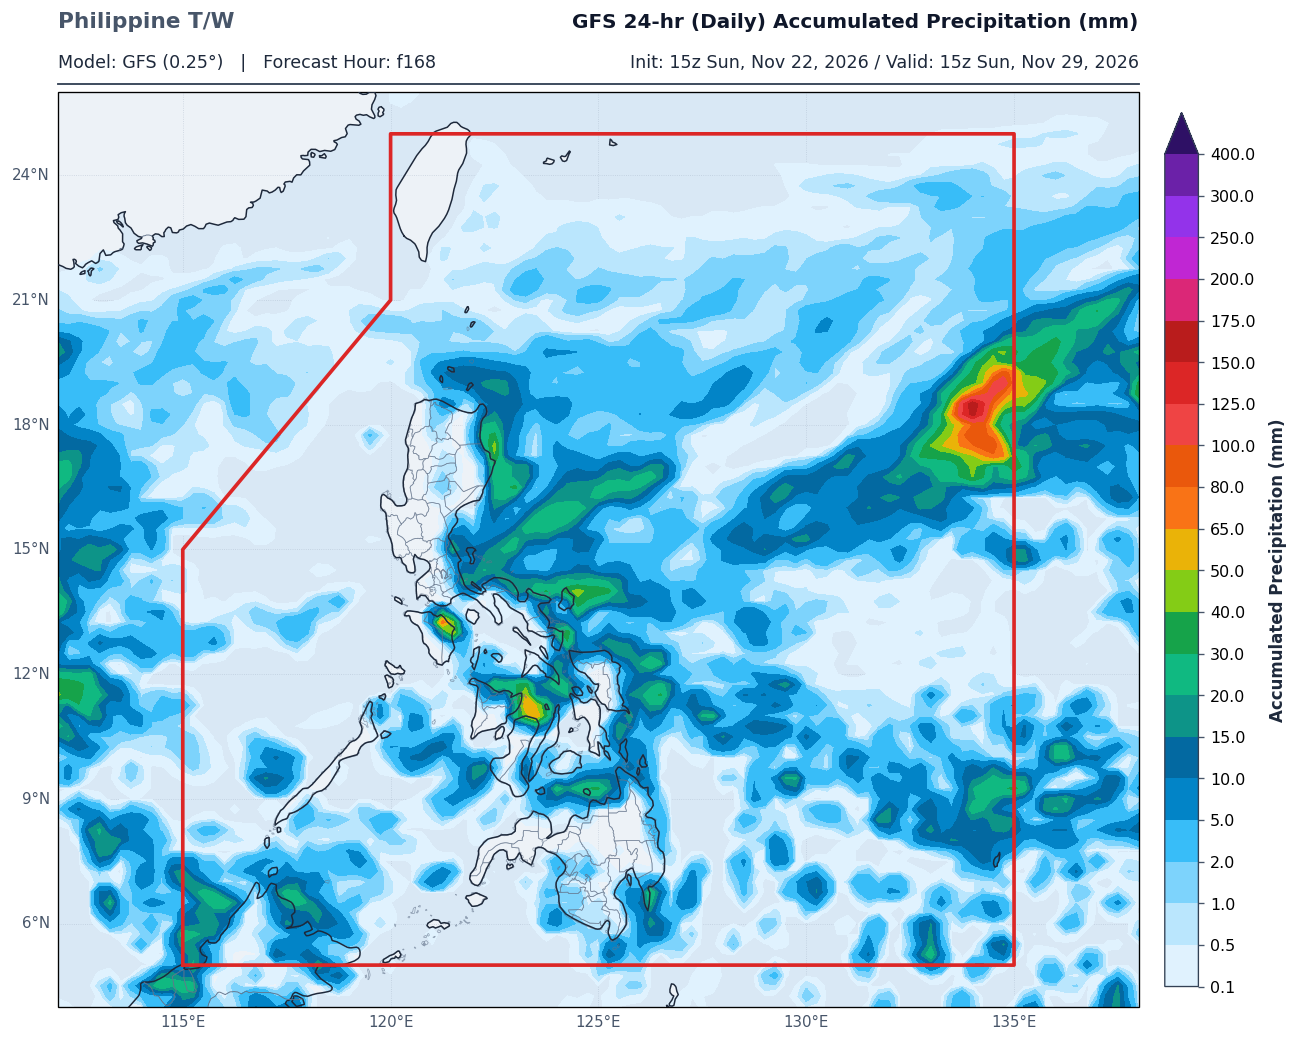 Philippine T/W
GFS 24-hr (Daily) Accumulated Precipitation (mm)
Model: GFS (0.25°) | Forecast Hour: f168
Init: 15z Sun, Nov 22, 2026 / Valid: 15z Sun, Nov 29, 2026
24°N
21°N
18°N
15°N
12°N
9°N
6°N
115°E
120°E
125°E
130°E
135°E
400.0
300.0
250.0
200.0
175.0
150.0
125.0
100.0
80.0
65.0
50.0
40.0
30.0
20.0
15.0
10.0
5.0
2.0
1.0
0.5
0.1
Accumulated Precipitation (mm)